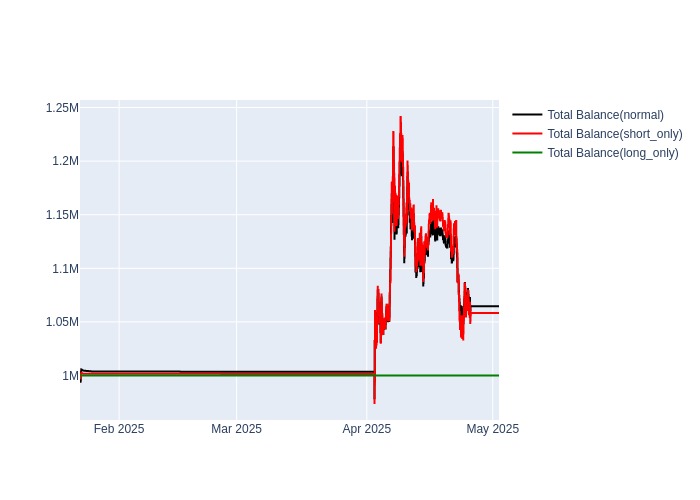 1.25M
1.2M
1.15M
1.1M
1.05M
1M
Feb 2025
Mar 2025
Apr 2025
May 2025
Total Balance(normal)
Total Balance(short_only)
Total Balance(long_only)